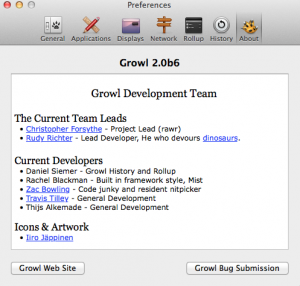 Preferences
General Applications Displays Network Rollup History About
Growl 2.0b6
Growl Development Team
The Current Team Leads
• Christopher Forsythe - Project Lead (rawr)
• Rudy Richter - Lead Developer, He who devours dinosaurs.
Current Developers
• Daniel Siemer - Growl History and Rollup
• Rachel Blackman - Built in framework style, Mist
• Zac Bowling - Code junky and resident nitpicker
• Travis Tilley - General Development
• Thijs Alkemade - General Development
Icons & Artwork
• Iiro Jäppinen
Growl Web Site Growl Bug Submission